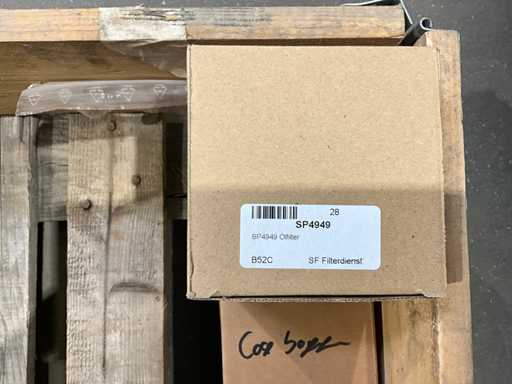 28
SP4949
SP4949 Ölfilter
B52C SF Filterdienst